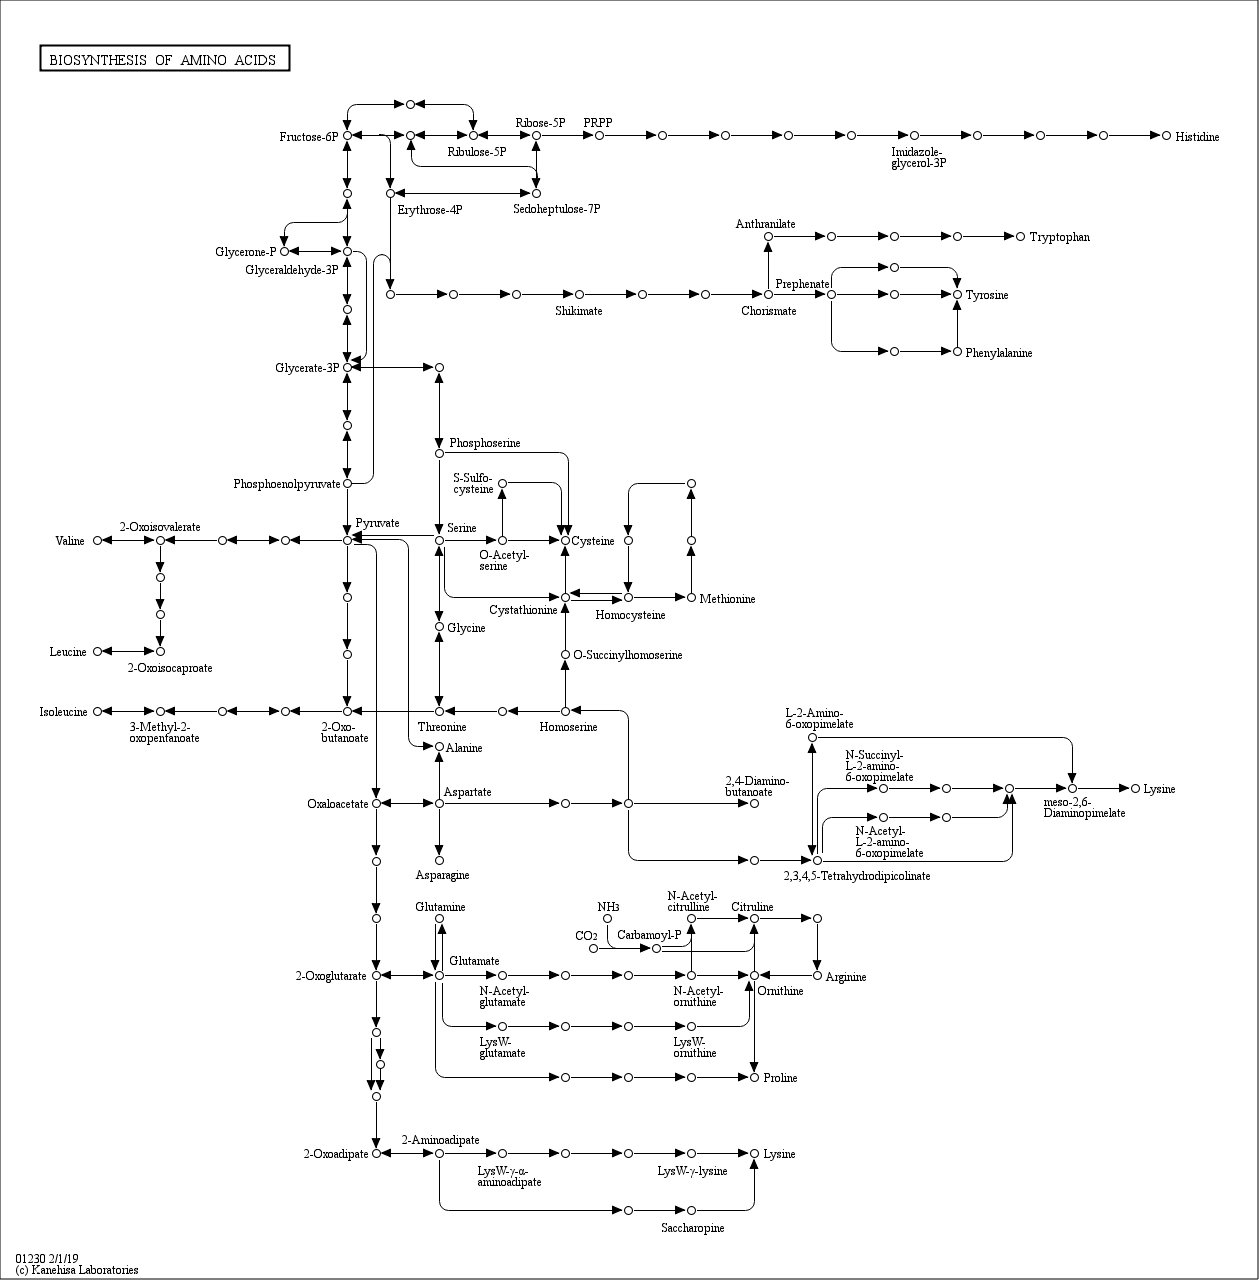 BIOSYNTHESIS OF AMINO ACIDS
Fructose-6P
Ribose-5P
PRPP
Ribulose-5P
Imidazole-
glycerol-3P
Histidine
Erythrose-4P
Sedoheptulose-7P
Glycerone-P
Glyceraldehyde-3P
Anthranilate
Tryptophan
Prephenate
Shikimate
Chorismate
Tyrosine
Phenylalanine
Glycerate-3P
Phosphoserine
Phosphoenolpyruvate
S-Sulfo-
cysteine
Valine
2-Oxoisovalerate
Pyruvate
Serine
O-Acetyl-
serine
Cysteine
Cystathionine
Homocysteine
Methionine
Glycine
Leucine
2-Oxoisocaproate
O-Succinylhomoserine
Isoleucine
3-Methyl-2-
oxopentanoate
2-Oxo-
butanoate
Threonine
Homoserine
Alanine
L-2-Amino-
6-oxopimelate
N-Succinyl-
L-2-amino-
6-oxopimelate
Oxaloacetate
Aspartate
2,4-Diamino-
butanoate
meso-2,6-
Diaminopimelate
Lysine
N-Acetyl-
L-2-amino-
6-oxopimelate
Asparagine
2,3,4,5-Tetrahydrodipicolinate
Glutamine
NH3
N-Acetyl-
citrulline
Citruline
CO2
Carbamoyl-P
2-Oxoglutarate
Glutamate
N-Acetyl-
glutamate
N-Acetyl-
ornithine
Ornithine
Arginine
LysW-
glutamate
LysW-
ornithine
Proline
2-Oxoadipate
2-Aminoadipate
LysW-γ-α-
aminoadipate
LysW-γ-lysine
Lysine
Saccharopine
01230 2/1/19
(c) Kanehisa Laboratories